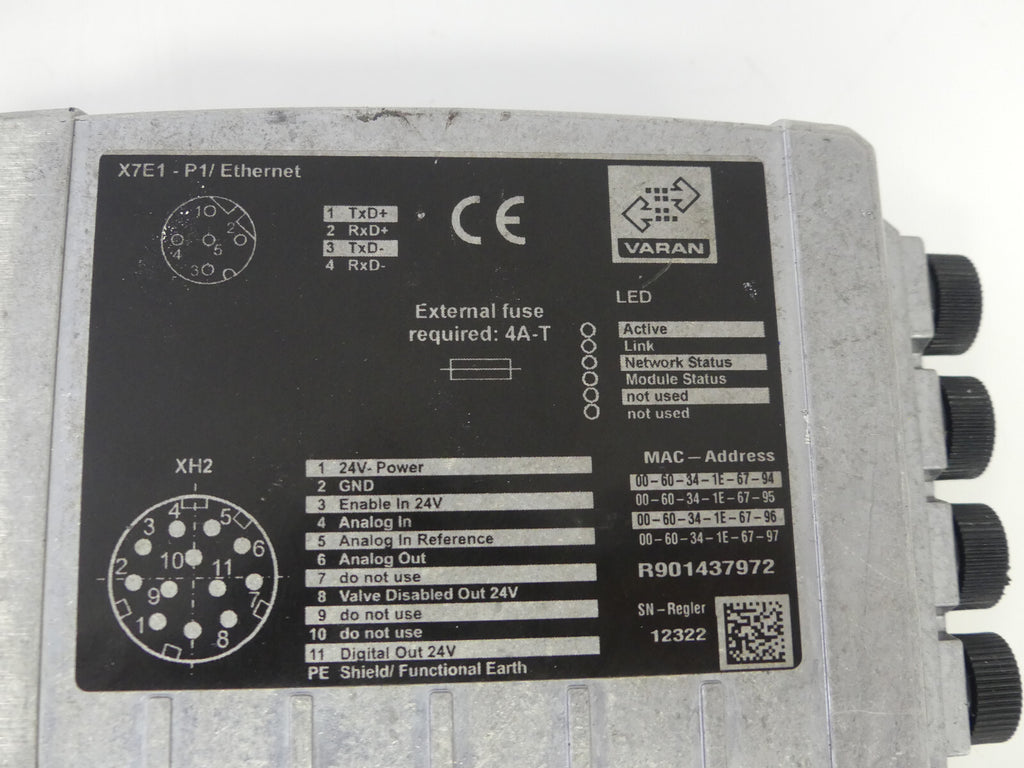 X7E1 - P1/ Ethernet
1 2 3 4 5
1 TxD+
2 RxD+
3 TxD-
4 RxD-
CE
VARAN
External fuse
required: 4A-T
LED
Active
Link
Network Status
Module Status
not used
not used
XH2
1 2 3 4 5 6 7 8 9 10 11
1 24V- Power
2 GND
3 Enable In 24V
4 Analog In
5 Analog In Reference
6 Analog Out
7 do not use
8 Valve Disabled Out 24V
9 do not use
10 do not use
11 Digital Out 24V
PE Shield/ Functional Earth
MAC - Address
00-60-34-1E-67-94
00-60-34-1E-67-95
00-60-34-1E-67-96
00-60-34-1E-67-97
R901437972
SN-Regler
12322